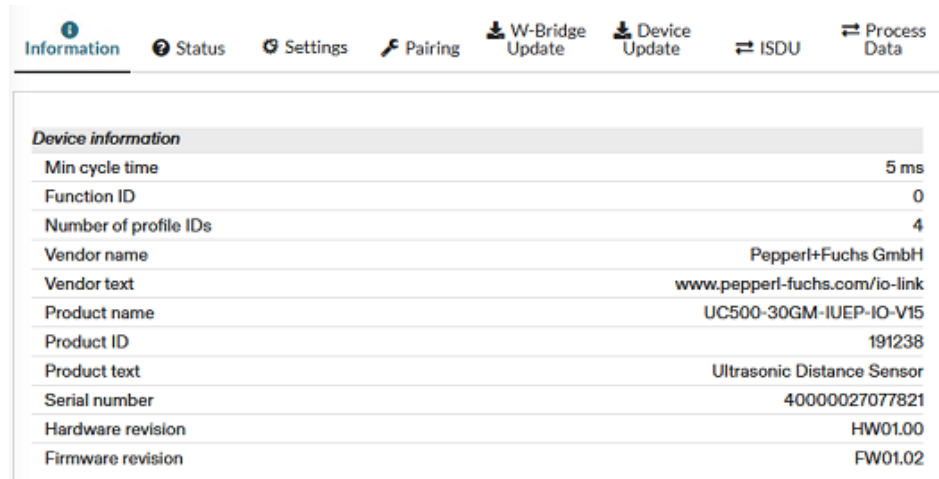 Information
Status
Settings
Pairing
W-Bridge Update
Device Update
ISDU
Process Data
Device information
Min cycle time 5 ms
Function ID 0
Number of profile IDs 4
Vendor name Pepperl+Fuchs GmbH
Vendor text www.pepperl-fuchs.com/io-link
Product name UC500-30GM-IUEP-IO-V15
Product ID 191238
Product text Ultrasonic Distance Sensor
Serial number 40000027077821
Hardware revision HW01.00
Firmware revision FW01.02